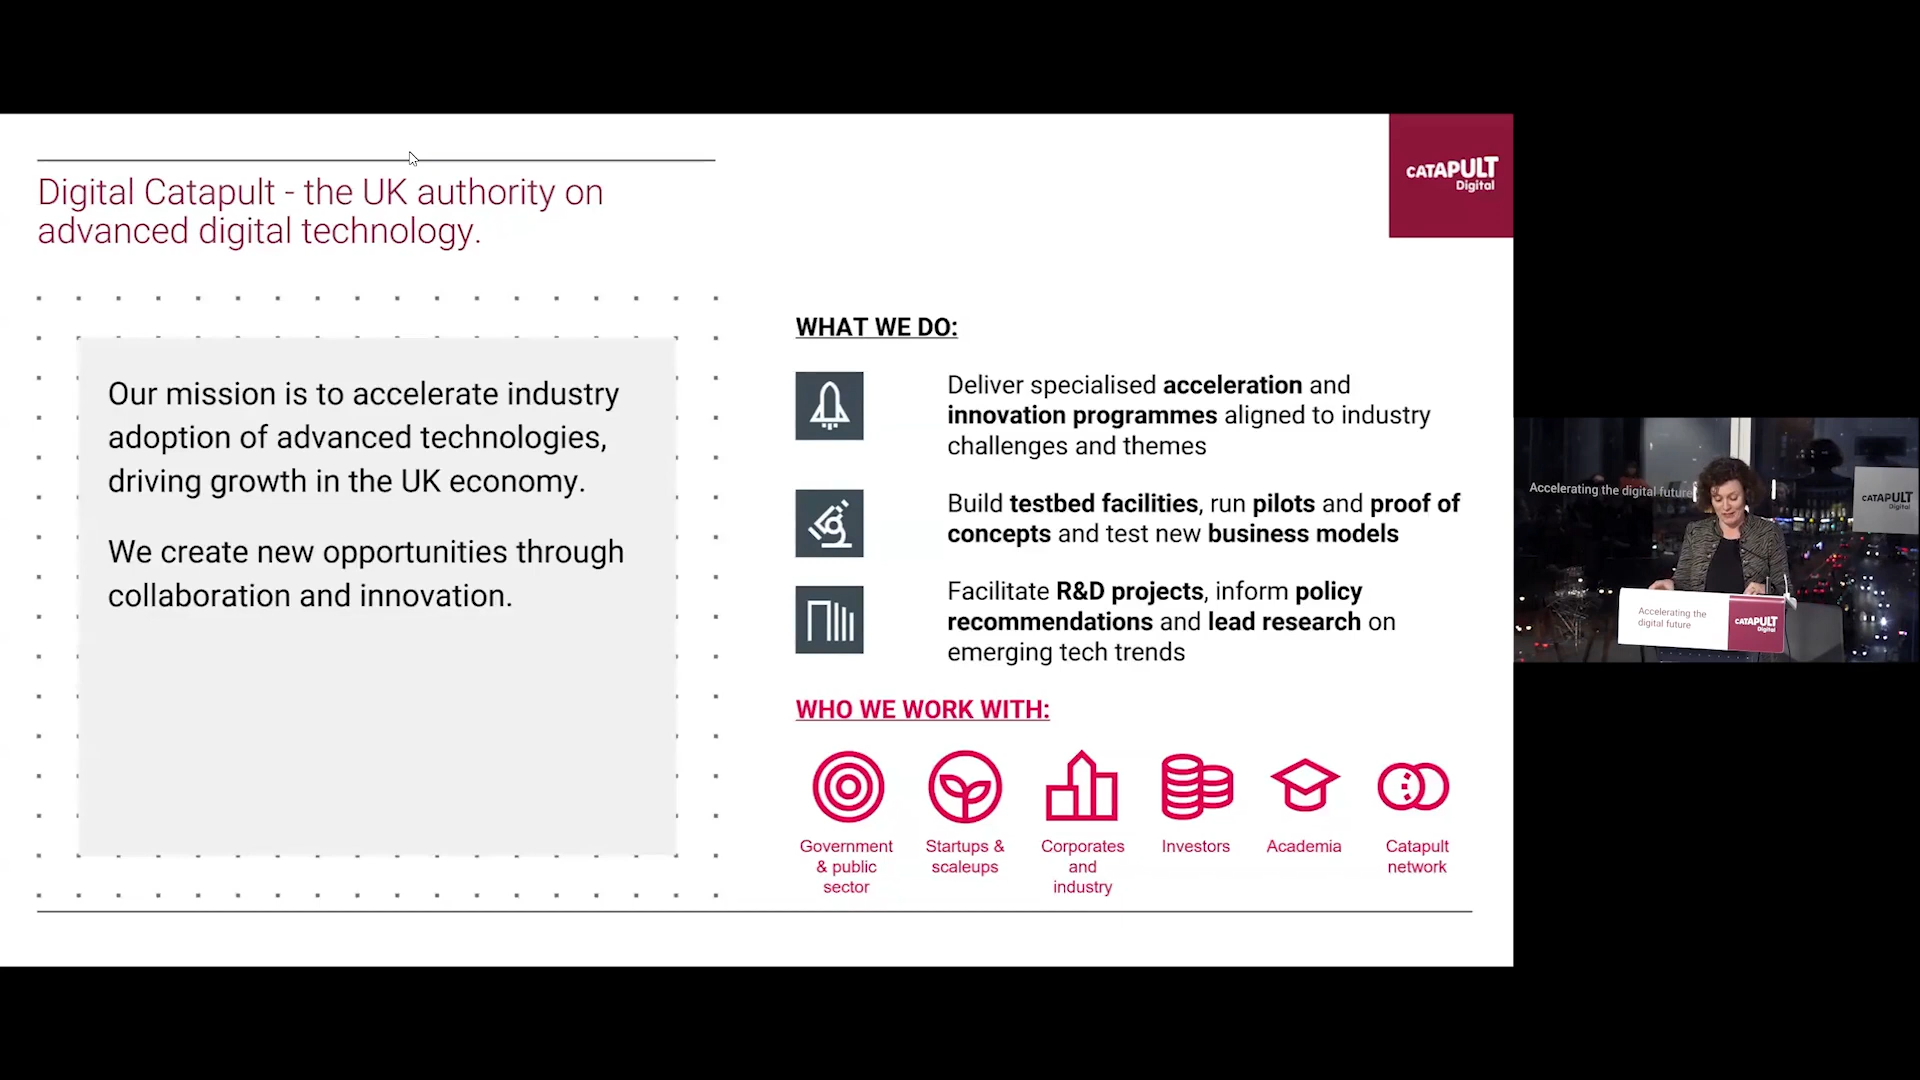 Digital Catapult - the UK authority on
advanced digital technology.
CATAPULT
Digital
Our mission is to accelerate industry
adoption of advanced technologies,
driving growth in the UK economy.
We create new opportunities through
collaboration and innovation.
WHAT WE DO:
Deliver specialised acceleration and
innovation programmes aligned to industry
challenges and themes
Build testbed facilities, run pilots and proof of
concepts and test new business models
Facilitate R&D projects, inform policy
recommendations and lead research on
emerging tech trends
WHO WE WORK WITH:
Government
& public
sector
Startups &
scaleups
Corporates
and
industry
Investors
Academia
Catapult
network
Accelerating the digital future
CATAPULT
Digital
Accelerating the
digital future
CATAPULT
Digital